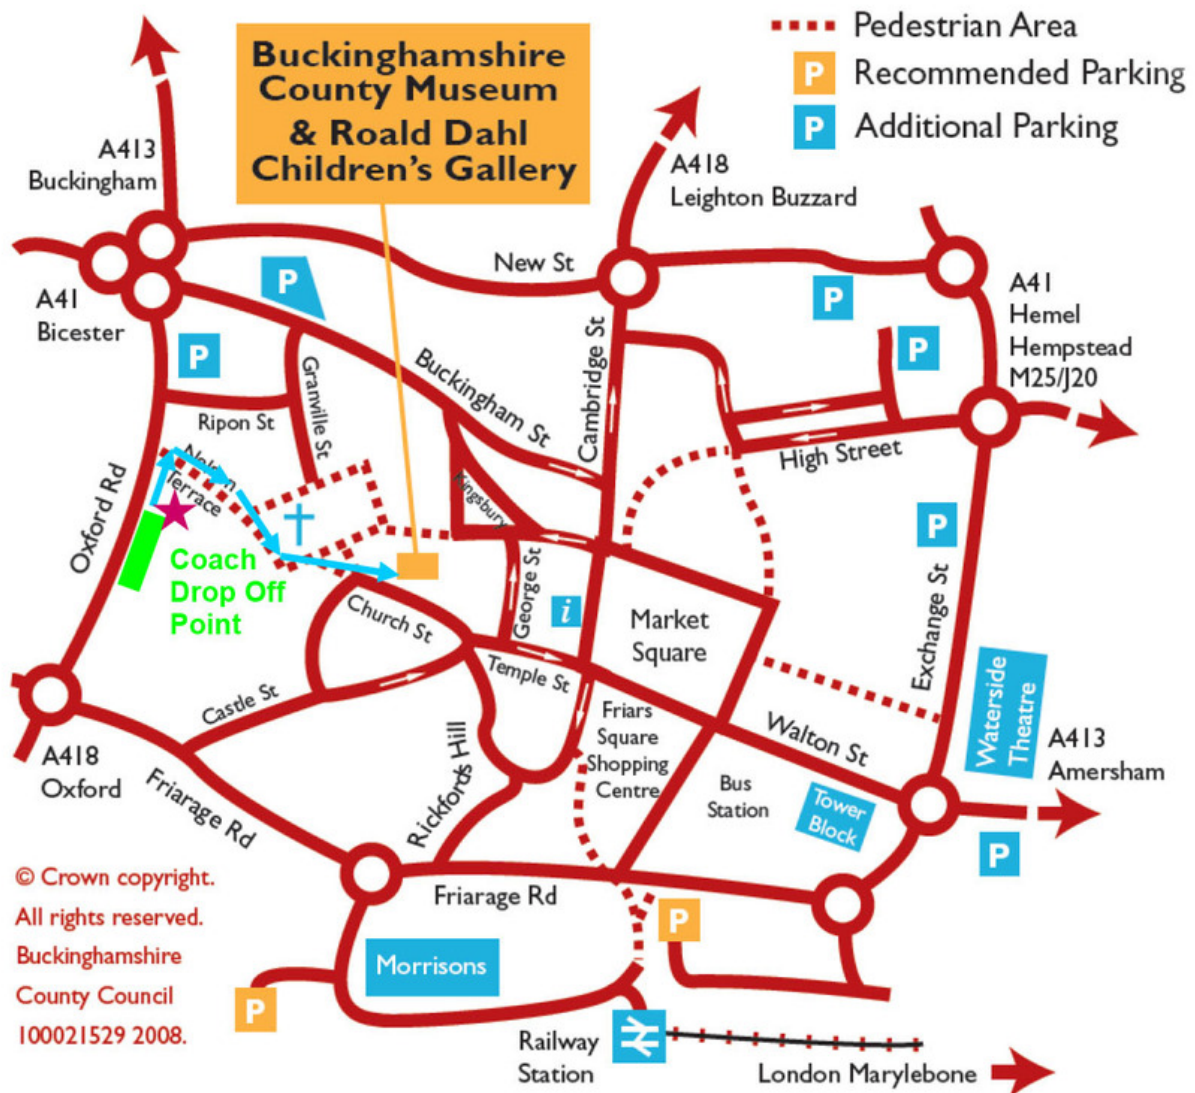 Pedestrian Area
P
Recommended Parking
P
Additional Parking
Buckinghamshire
County Museum
& Roald Dahl
Children's Gallery
A413
Buckingham
A418
Leighton Buzzard
New St
P
A41
Bicester
P
P
P
A41
Hemel
Hempstead
M25/J20
Granville St
Buckingham St
Cambridge St
Ripon St
High Street
Nelson
Terrace
Kingsbury
Oxford Rd
P
Coach
Drop Off
Point
George St
i
Church St
Market
Square
Exchange St
Temple St
Castle St
Waterside
Theatre
Friars
Square
Shopping
Centre
Walton St
A413
Amersham
A418
Oxford
Friarage Rd
Rickfords Hill
Bus
Station
Tower
Block
P
© Crown copyright.
All rights reserved.
Buckinghamshire
County Council
100021529 2008.
Friarage Rd
P
Morrisons
P
Railway
Station
London Marylebone